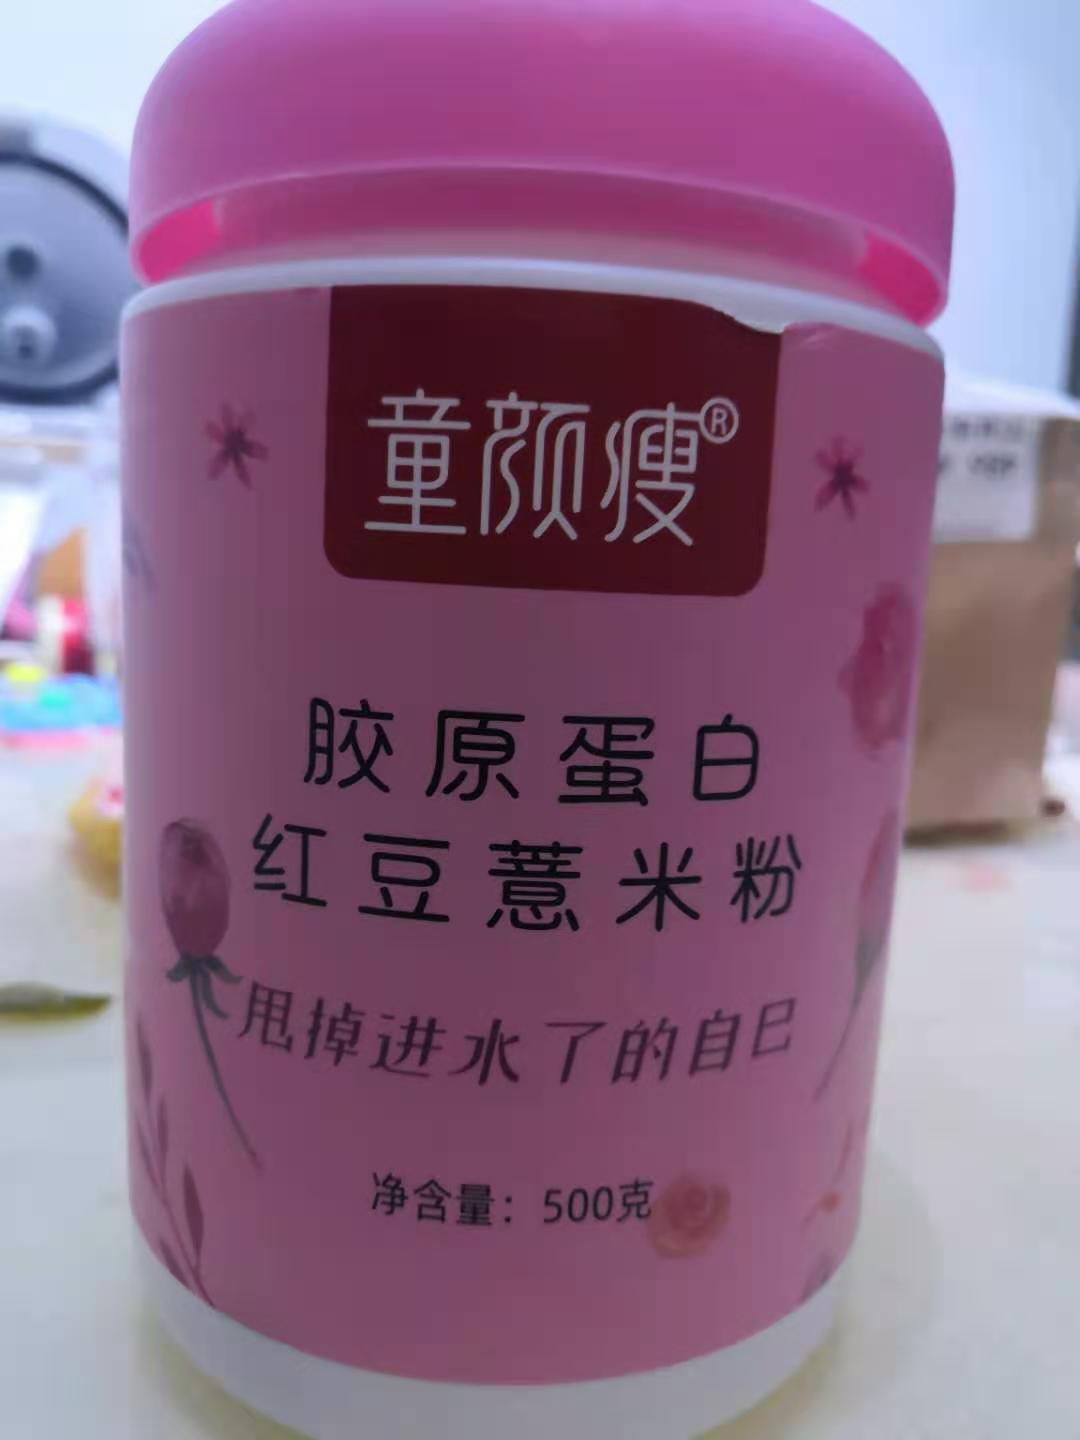 童颜瘦®
胶原蛋白
红豆薏米粉
甩掉进水了的自己
净含量：500克